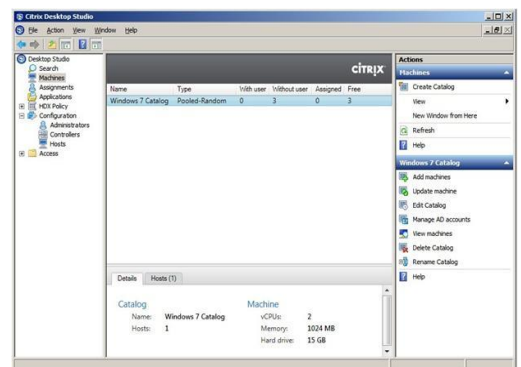 Citrix Desktop Studio
File Action View Window Help
Desktop Studio
Search
Machines
Assignments
Applications
HDX Policy
Configuration
Administrators
Controllers
Hosts
Access
CİTRIX
Name Type With user Without user Assigned Free
Windows 7 Catalog Pooled-Random 0 3 0 3
Details Hosts (1)
Catalog
Name: Windows 7 Catalog
Hosts: 1
Machine
vCPUs: 2
Memory: 1024 MB
Hard drive: 15 GB
Actions
Machines
Create Catalog
View
New Window from Here
Refresh
Help
Windows 7 Catalog
Add machines
Update machine
Edit Catalog
Manage AD accounts
View machines
Delete Catalog
Rename Catalog
Help